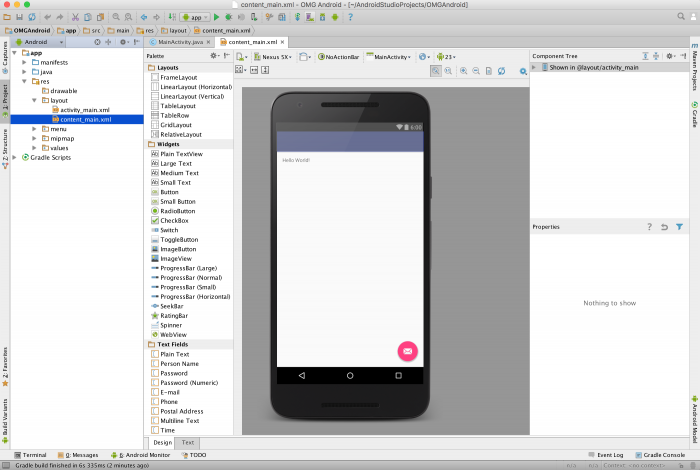 content_main.xml - OMG Android - [~/AndroidStudioProjects/OMGAndroid]
app
OMGAndroid app src main res layout content_main.xml
Android
MainActivity.java content_main.xml
app
manifests
java
res
drawable
layout
activity_main.xml
content_main.xml
menu
mipmap
values
Gradle Scripts
Captures
1: Project
7: Structure
2: Favorites
Build Variants
Palette
Layouts
FrameLayout
LinearLayout (Horizontal)
LinearLayout (Vertical)
TableLayout
TableRow
GridLayout
RelativeLayout
Widgets
Plain TextView
Large Text
Medium Text
Small Text
Button
Small Button
RadioButton
CheckBox
Switch
ToggleButton
ImageButton
ImageView
ProgressBar (Large)
ProgressBar (Normal)
ProgressBar (Small)
ProgressBar (Horizontal)
SeekBar
RatingBar
Spinner
WebView
Text Fields
Plain Text
Person Name
Password
Password (Numeric)
E-mail
Phone
Postal Address
Multiline Text
Time
Design Text
Nexus 5X NoActionBar MainActivity 23
6:00
Hello World!
Component Tree
Shown in @layout/activity_main
Properties
Nothing to show
Maven Projects
Gradle
Android Model
Terminal 0: Messages 6: Android Monitor TODO Event Log Gradle Console
Gradle build finished in 6s 335ms (2 minutes ago) n/a n/a Context: <no context>